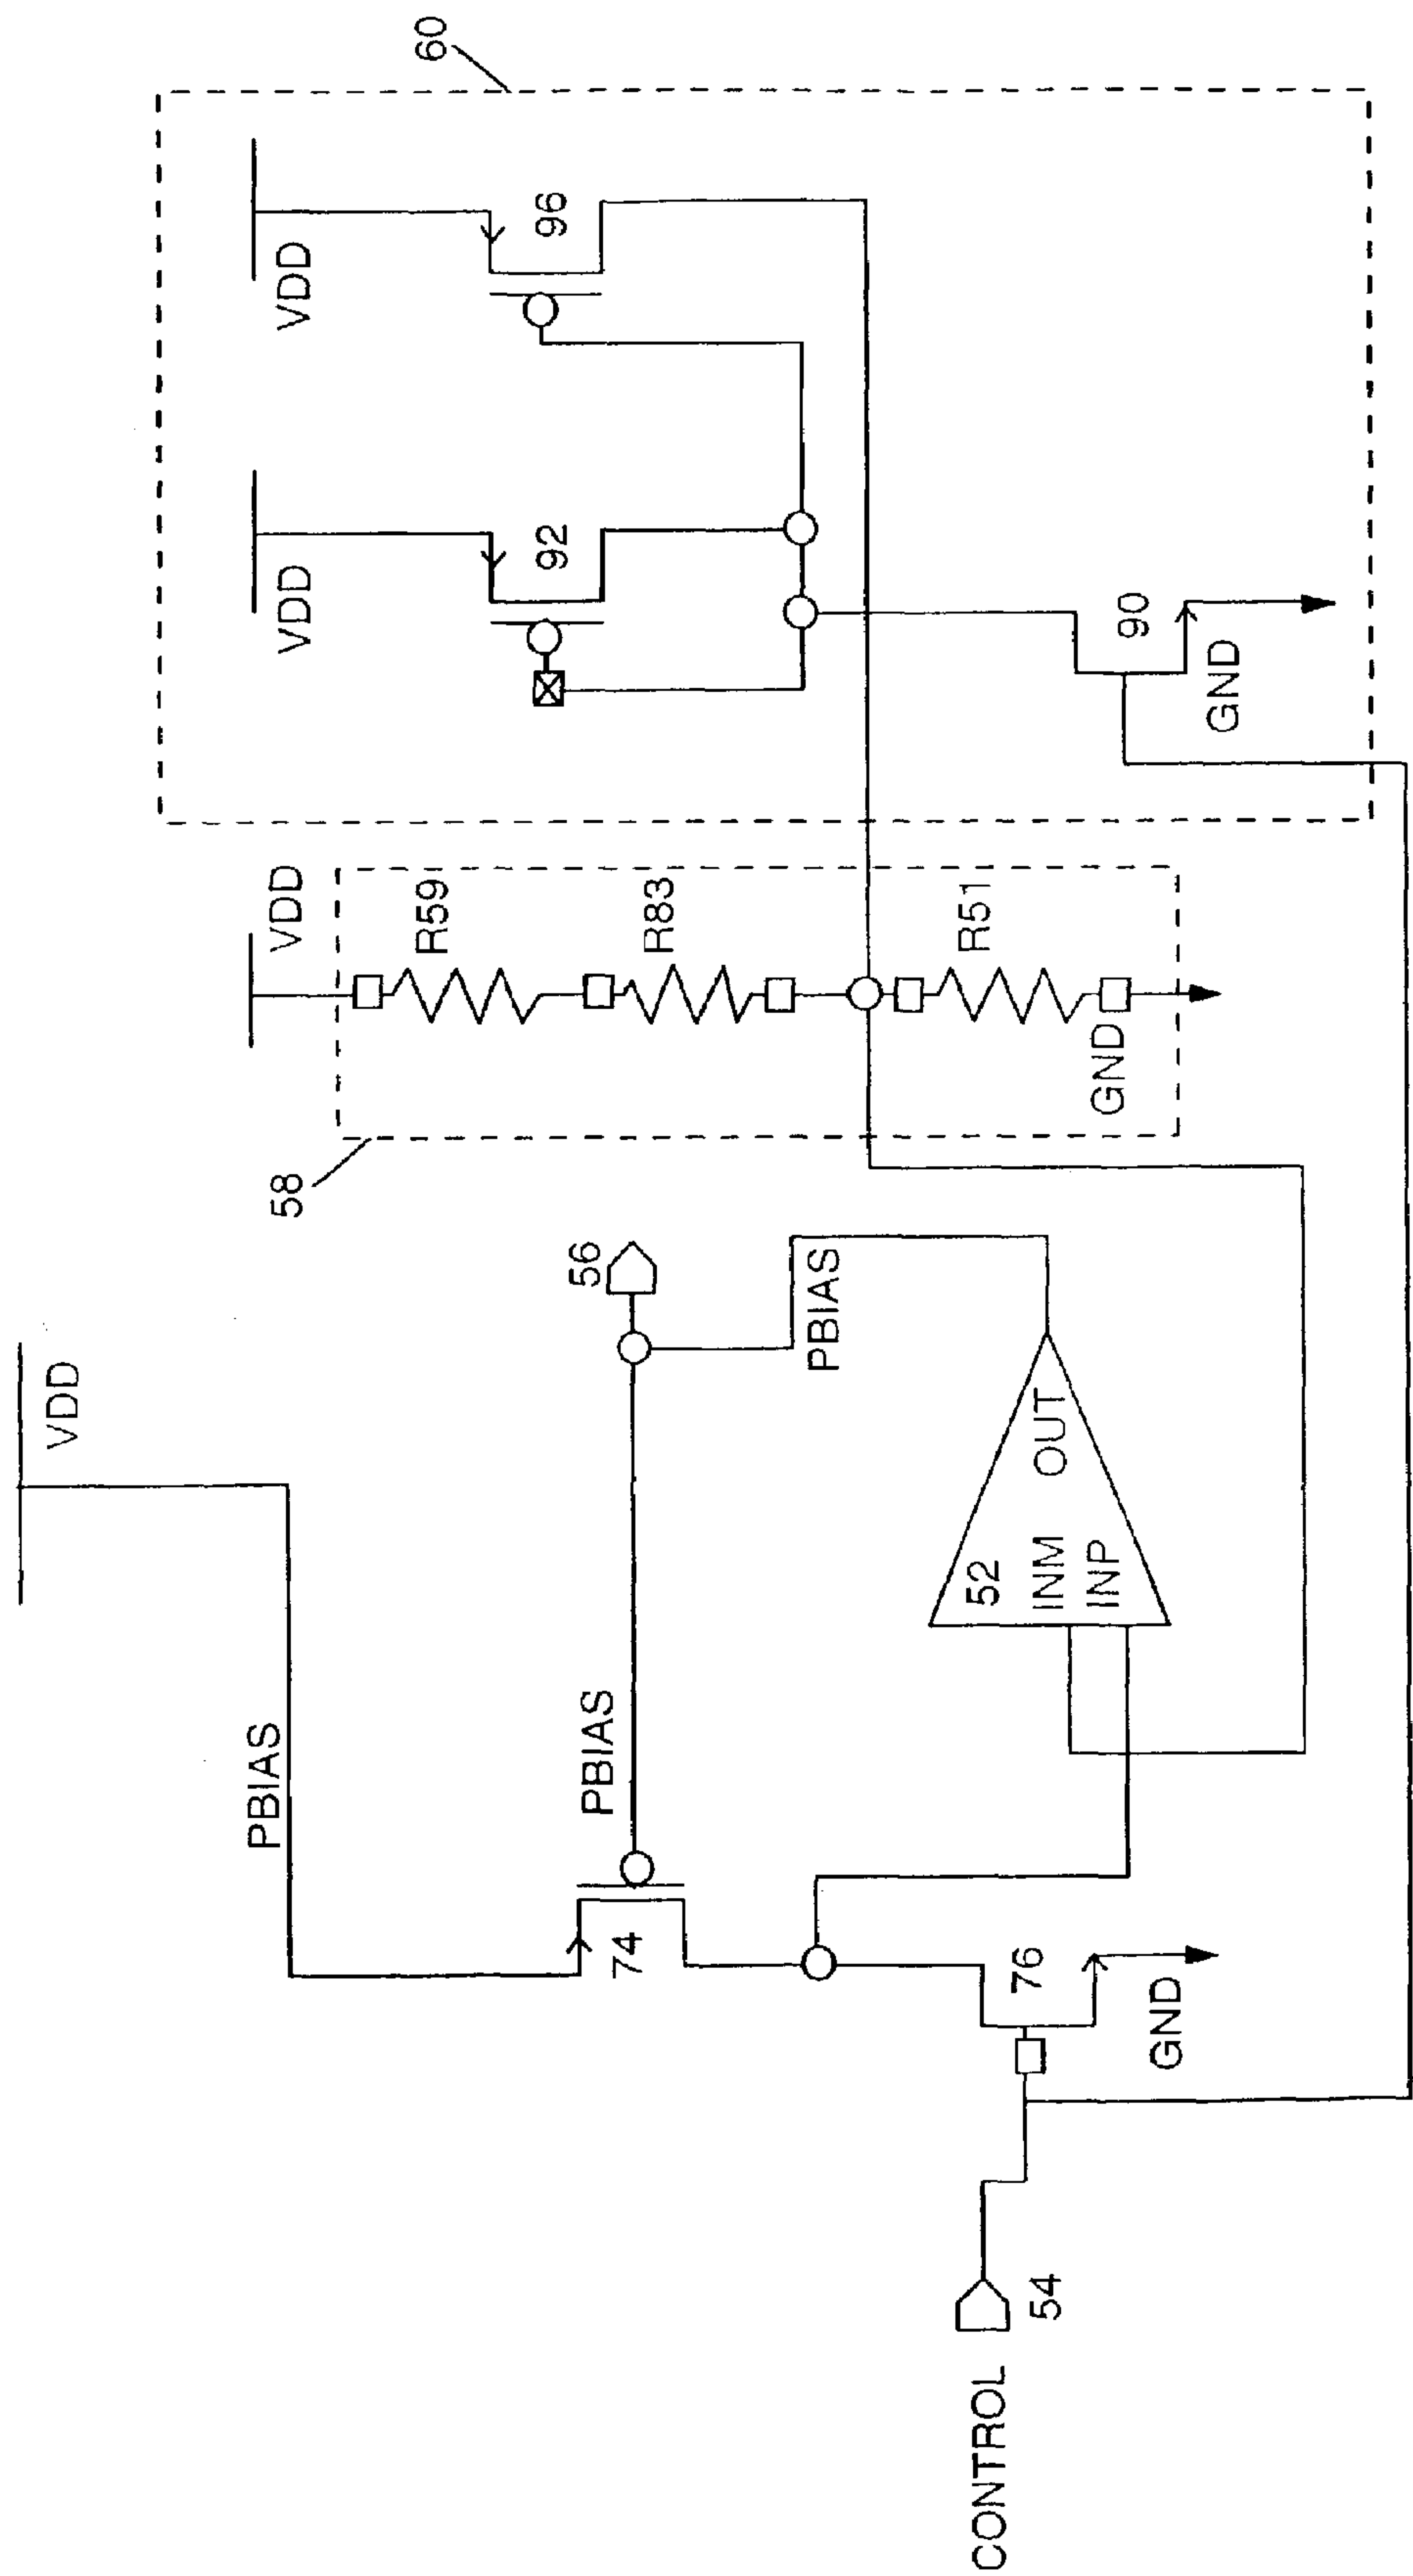 60
VDD
VDD
96
92
90
GND
VDD
R59
R83
R51
GND
58
VDD
PBIAS
PBIAS
56
PBIAS
52
INM
INP
OUT
74
76
GND
CONTROL
54